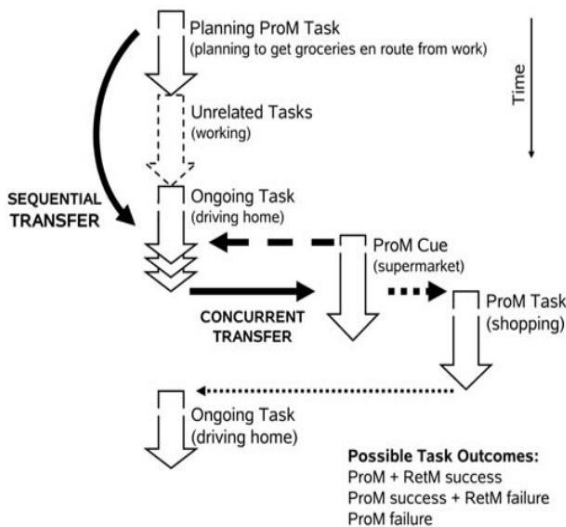 Planning ProM Task
(planning to get groceries en route from work)
Time
Unrelated Tasks
(working)
SEQUENTIAL
TRANSFER
Ongoing Task
(driving home)
ProM Cue
(supermarket)
CONCURRENT
TRANSFER
ProM Task
(shopping)
Ongoing Task
(driving home)
Possible Task Outcomes:
ProM + RetM success
ProM success + RetM failure
ProM failure